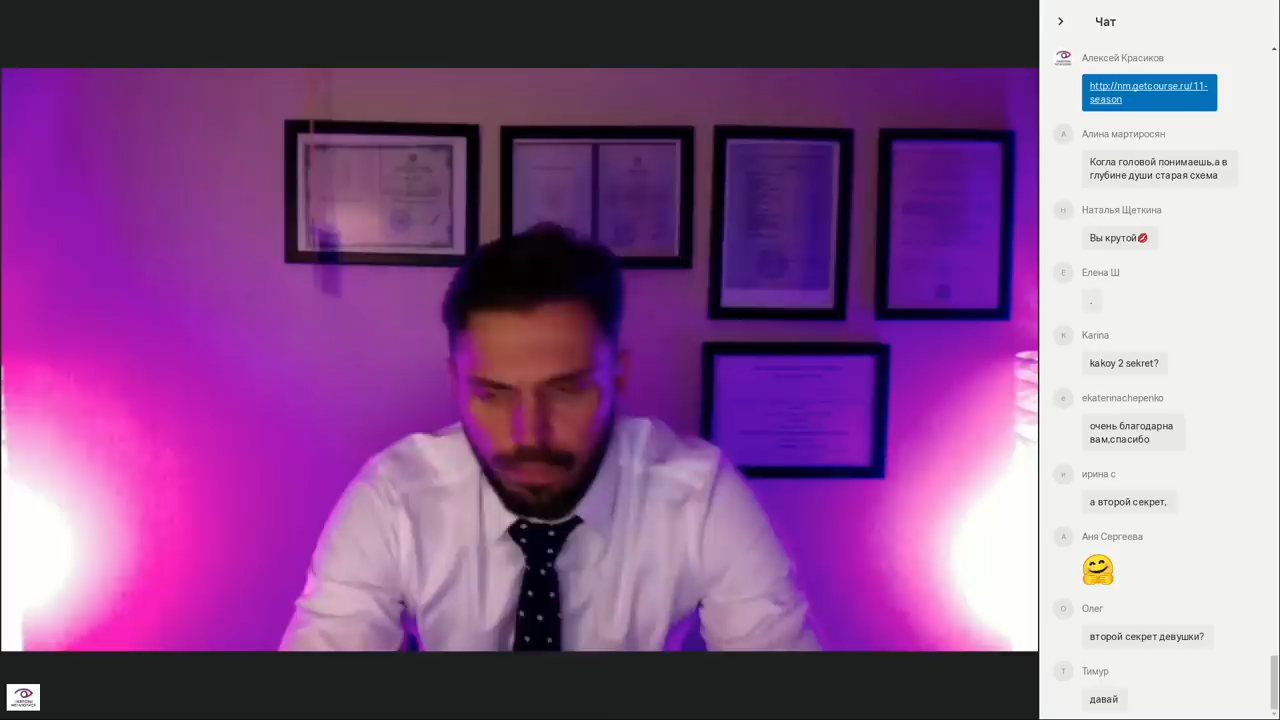 Чат
Алексей Красиков
http://nm.getcourse.ru/11-
season
А
Алина мартиросян
Когла головой понимаешь,а в
глубине души старая схема
Н
Наталья Щеткина
Вы крутой💋
Е
Елена Ш
.
K
Karina
kakoy 2 sekret?
e
ekaterinachepenko
очень благодарна
вам,спасибо
и
ирина с
а второй секрет,
А
Аня Сергеева
🤗
О
Олег
второй секрет девушки?
Т
Тимур
давай